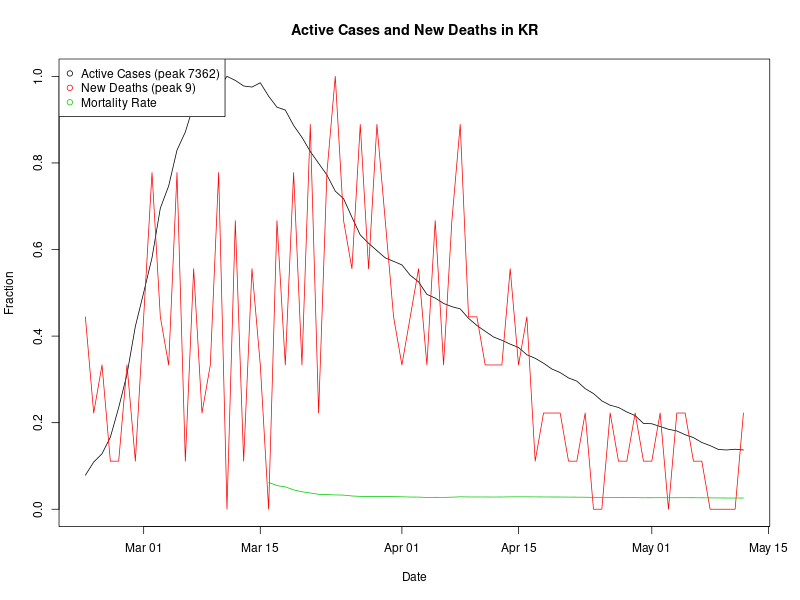 Active Cases and New Deaths in KR
Active Cases (peak 7362)
New Deaths (peak 9)
Mortality Rate
Fraction
1.0
0.8
0.6
0.4
0.2
0.0
Mar 01 Mar 15 Apr 01 Apr 15 May 01 May 15
Date